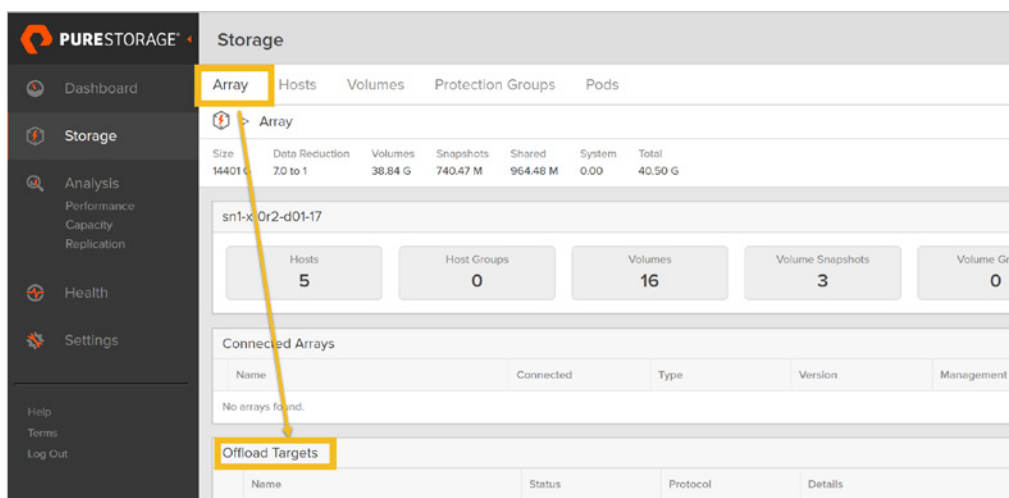 PURESTORAGE®
Storage
Dashboard
Storage
Analysis
Performance
Capacity
Replication
Health
Settings
Help
Terms
Log Out
Array Hosts Volumes Protection Groups Pods
> Array
Size Data Reduction Volumes Snapshots Shared System Total
14401 G 7.0 to 1 38.84 G 740.47 M 964.48 M 0.00 40.50 G
Hosts Host Groups Volumes Volume Snapshots Volume Gr
5 0 16 3 0
Connected Arrays
Name Connected Type Version Management
No arrays found.
Offload Targets
Name Status Protocol Details